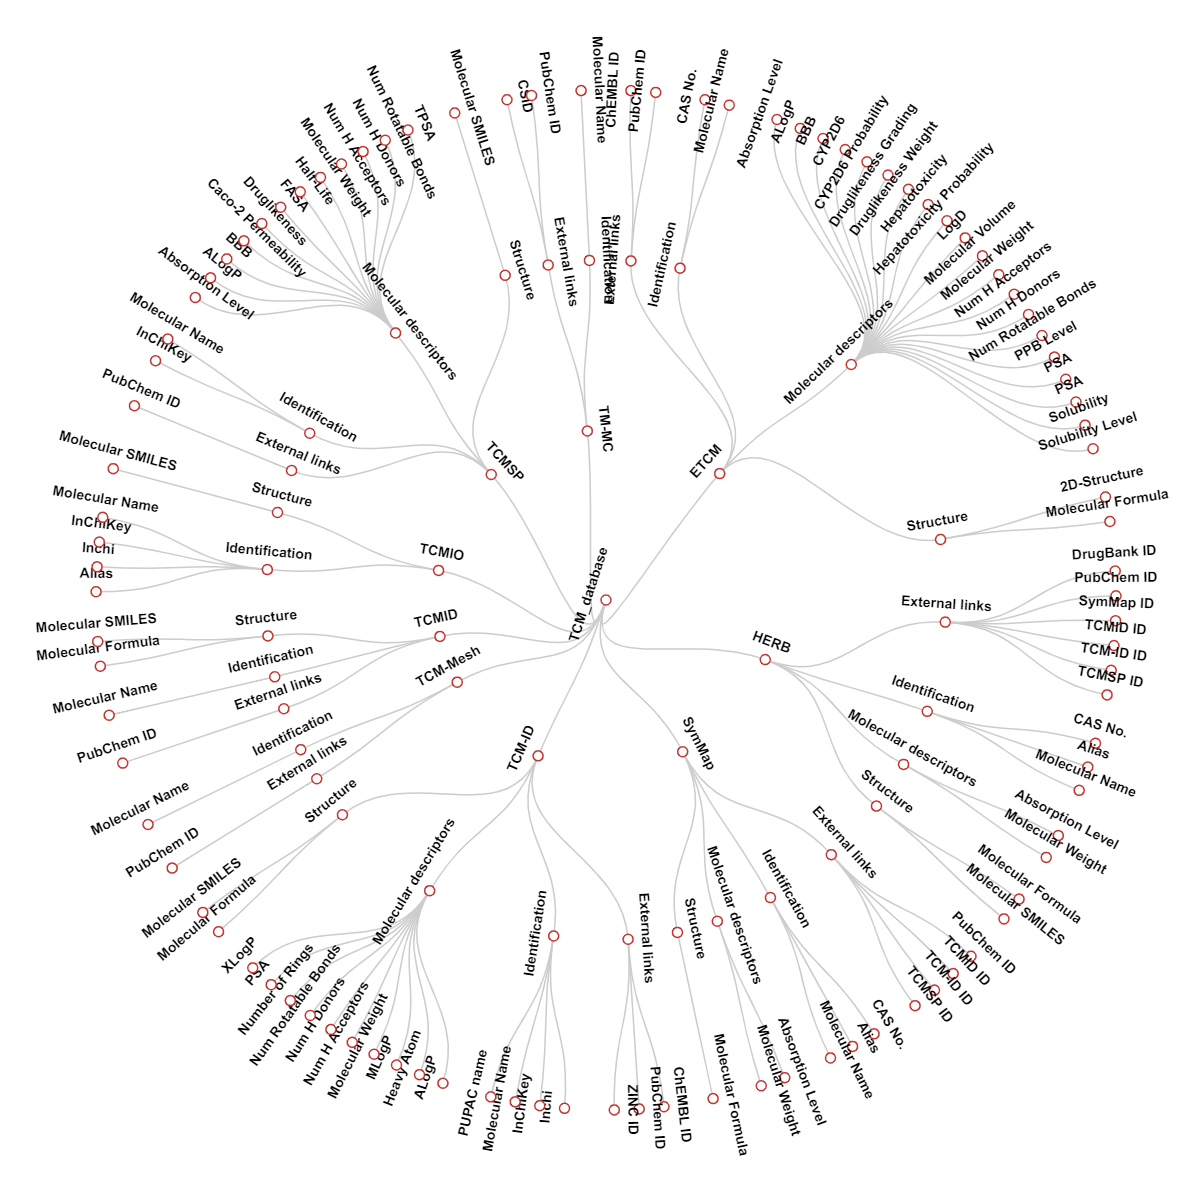 TCM_database
ETCM
Identification
CAS No.
Molecular Name
External links
ChEMBL ID
PubChem ID
Molecular descriptors
Absorption Level
ALogP
BBB
CYP2D6
CYP2D6 Probability
Druglikeness Grading
Druglikeness Weight
Hepatotoxicity
Hepatotoxicity Probability
LogD
Molecular Volume
Molecular Weight
Num H Acceptors
Num H Donors
Num Rotatable Bonds
PPB Level
PSA
PSA
Solubility
Solubility Level
Structure
2D-Structure
Molecular Formula
HERB
External links
DrugBank ID
PubChem ID
SymMap ID
TCMID ID
TCM-ID ID
TCMSP ID
Identification
CAS No.
Alias
Molecular Name
Molecular descriptors
Absorption Level
Molecular Weight
Structure
Molecular Formula
Molecular SMILES
SymMap
External links
PubChem ID
TCMID ID
TCM-ID ID
TCMSP ID
Identification
CAS No.
Alias
Molecular Name
Molecular descriptors
Absorption Level
Molecular Weight
Structure
Molecular Formula
TCM-ID
External links
ChEMBL ID
PubChem ID
ZINC ID
Identification
Inchi
InChiKey
Molecular Name
PUPAC name
Molecular descriptors
ALogP
Heavy Atom
MLogP
Molecular Weight
Num H Acceptors
Num H Donors
Num Rotatable Bonds
Number of Rings
PSA
XLogP
Structure
Molecular Formula
Molecular SMILES
TCM-Mesh
External links
PubChem ID
Identification
Molecular Name
TCMID
External links
PubChem ID
Identification
Molecular Name
Structure
Molecular Formula
Molecular SMILES
TCMIO
Identification
Alias
Inchi
InChiKey
Molecular Name
Structure
Molecular SMILES
TCMSP
External links
PubChem ID
Identification
InChiKey
Molecular Name
Molecular descriptors
Absorption Level
ALogP
BBB
Caco-2 Permeability
Druglikeness
FASA
Half-Life
Molecular Weight
Num H Acceptors
Num H Donors
Num Rotatable Bonds
TPSA
Structure
Molecular SMILES
TM-MC
External links
CSID
PubChem ID
Identification
Molecular Name